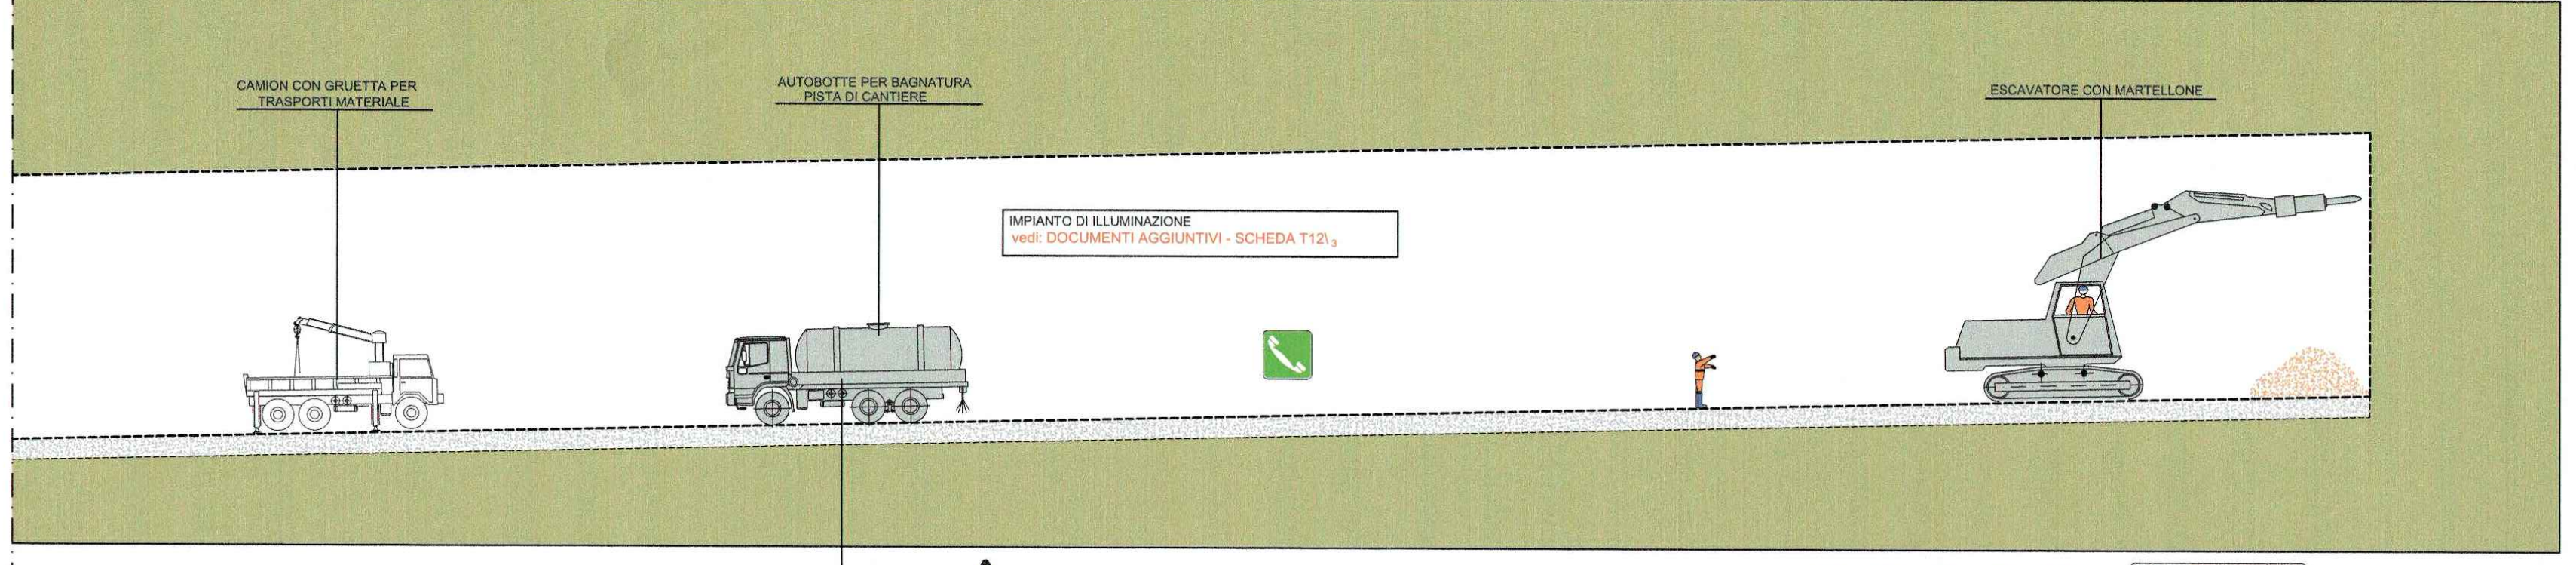 CAMION CON GRUETTA PER
TRASPORTI MATERIALE
AUTOBOTTE PER BAGNATURA
PISTA DI CANTIERE
IMPIANTO DI ILLUMINAZIONE
vedi: DOCUMENTI AGGIUNTIVI - SCHEDA T12\ 3
ESCAVATORE CON MARTELLONE